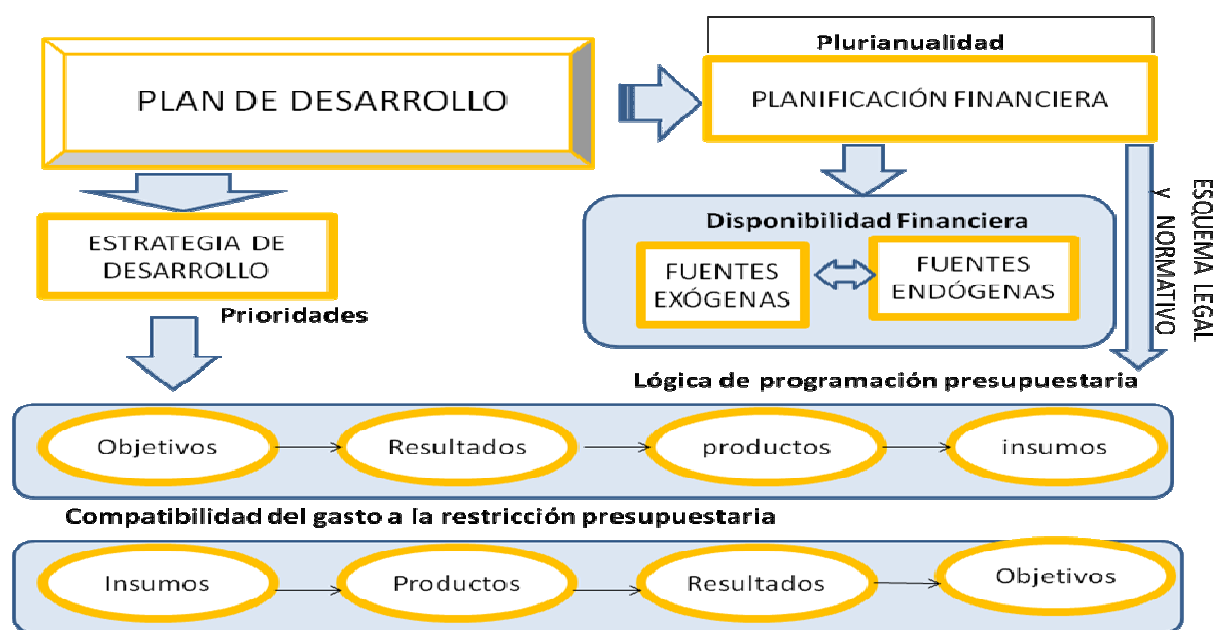 Plurianualidad
PLAN DE DESARROLLO
PLANIFICACIÓN FINANCIERA
ESQUEMA LEGAL
y NORMATIVO
Disponibilidad Financiera
ESTRATEGIA DE
DESARROLLO
FUENTES
EXÓGENAS
FUENTES
ENDÓGENAS
Prioridades
Lógica de programación presupuestaria
Objetivos
Resultados
productos
insumos
Compatibilidad del gasto a la restricción presupuestaria
Insumos
Productos
Resultados
Objetivos